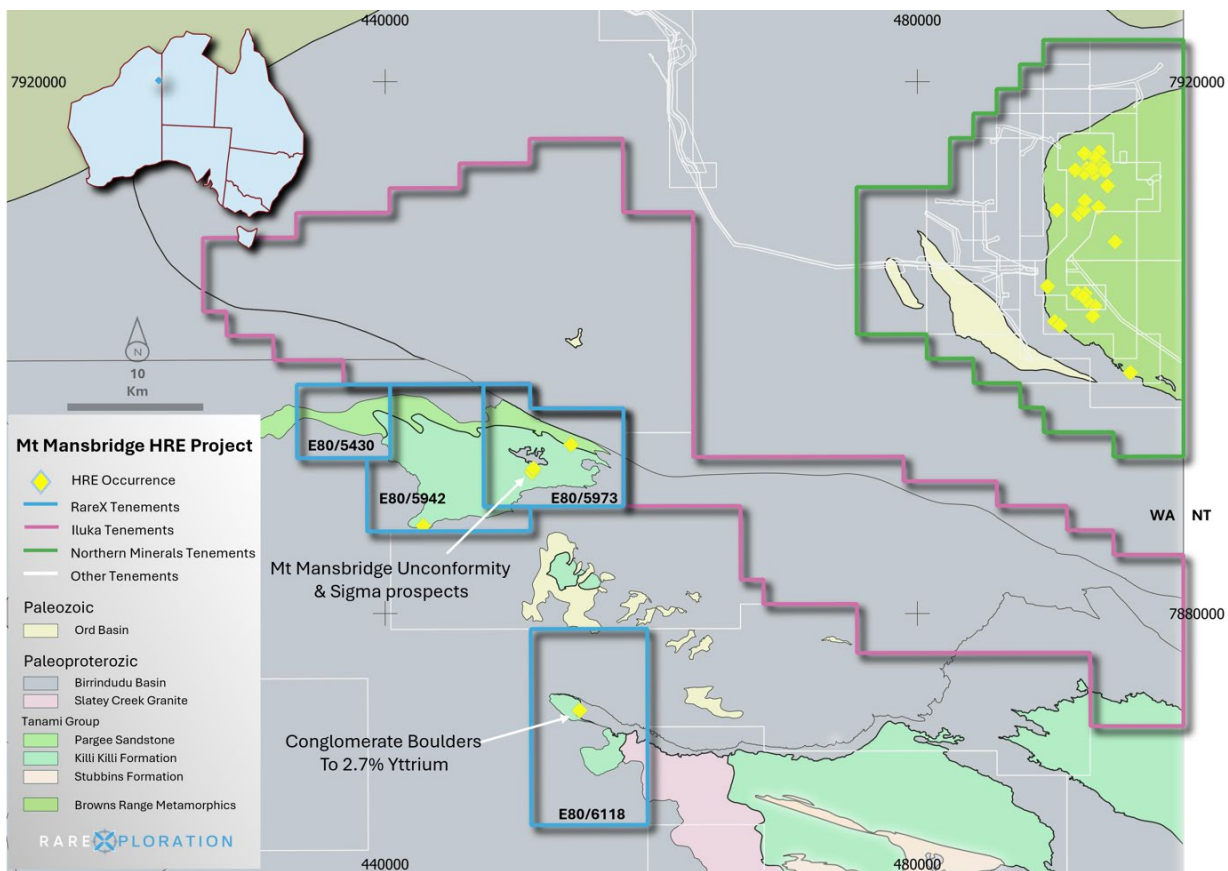 440000
480000
7920000
7920000
N
10
Km
Mt Mansbridge HRE Project
HRE Occurrence
RareX Tenements
Iluka Tenements
Northern Minerals Tenements
Other Tenements
Paleozoic
Ord Basin
Paleoproterozic
Birrindudu Basin
Slatey Creek Granite
Tanami Group
Pargee Sandstone
Killi Killi Formation
Stubbins Formation
Browns Range Metamorphics
RAREXPLORATION
E80/5430
E80/5942
E80/5973
Mt Mansbridge Unconformity
& Sigma prospects
WA NT
7880000
Conglomerate Boulders
To 2.7% Yttrium
E80/6118
440000
480000